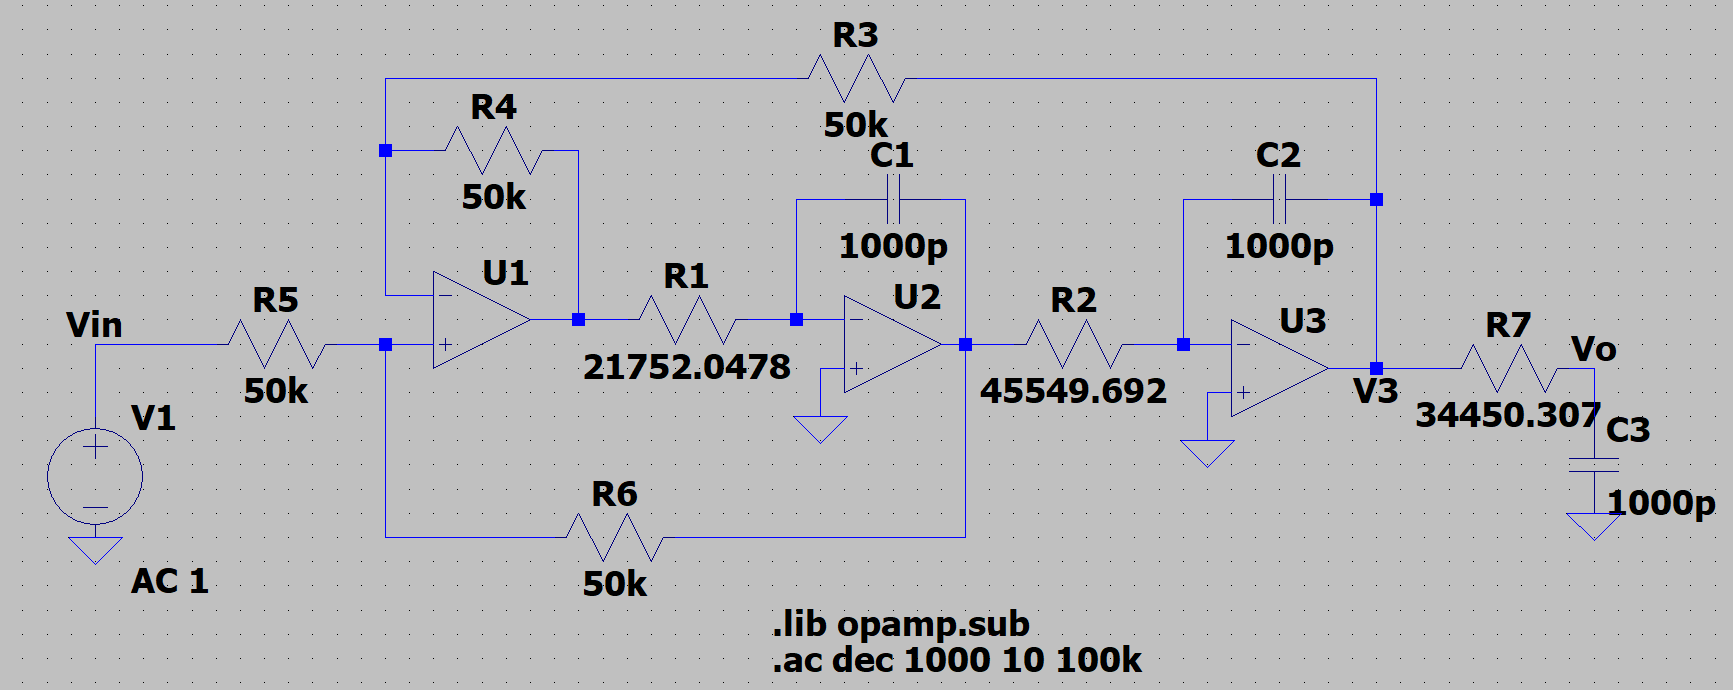 R3
50k
R4
50k
C1
1000p
C2
1000p
U1
R1
21752.0478
U2
R2
45549.692
U3
V3
R7
34450.307
Vo
C3
1000p
Vin
R5
50k
V1
AC 1
R6
50k
.lib opamp.sub
.ac dec 1000 10 100k